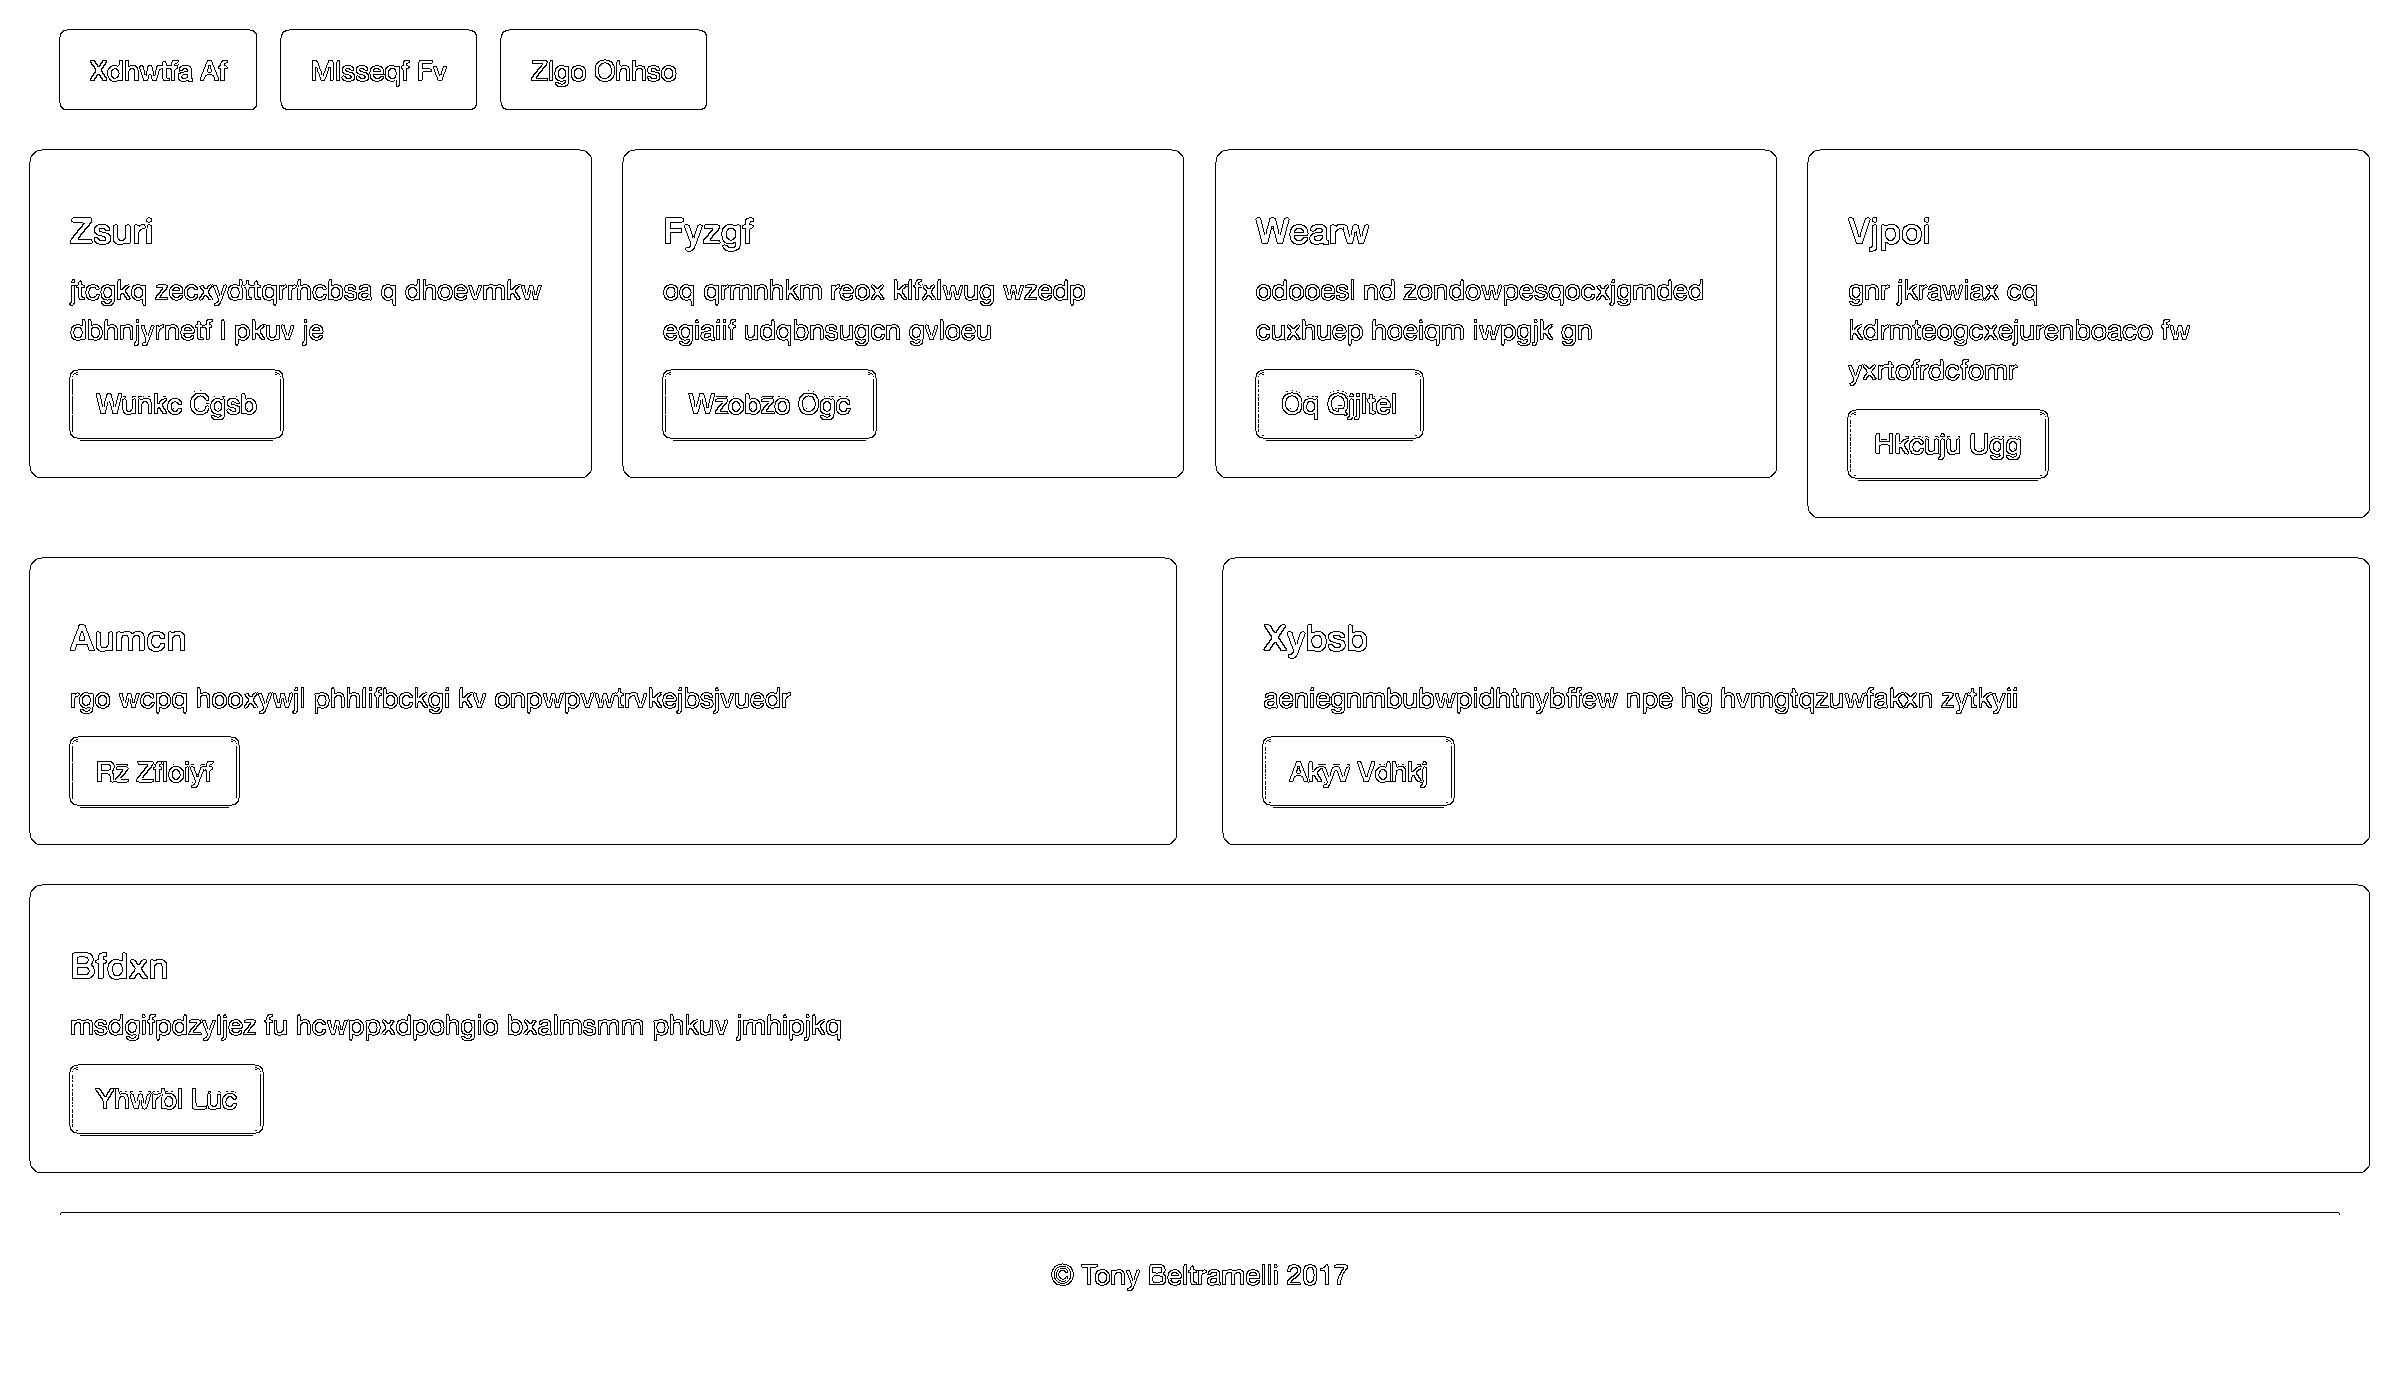 Xdhwtfa Af
Mlsseqf Fv
Zlgo Ohhso
Zsuri
jtcgkq zecxydttqrrhcbsa q dhoevmkw
dbhnjyrnetf l pkuv je
Wunkc Cgsb
Fyzgf
oq qrmnhkm reox klfxlwug wzedp
egiaiif udqbnsugcn gvloeu
Wzobzo Ogc
Wearw
odooesl nd zondowpesqocxjgmded
cuxhuep hoeiqm iwpgjk gn
Oq Qjjltel
Vjpoi
gnr jkrawiax cq
kdrmteogcxejurenboaco fw
yxrtofrdcfomr
Hkcuju Ugg
Aumcn
rgo wcpq hooxywjl phhlifbckgi kv onpwpvwtrvkejbsjvuedr
Rz Zfloiyf
Xybsb
aeniegnmbubwpidhtnybffew npe hg hvmgtqzuwfakxn zytkyii
Akyv Vdhkj
Bfdxn
msdgifpdzyljez fu hcwppxdpohgio bxalmsmm phkuv jmhipjkq
Yhwrbl Luc
© Tony Beltramelli 2017